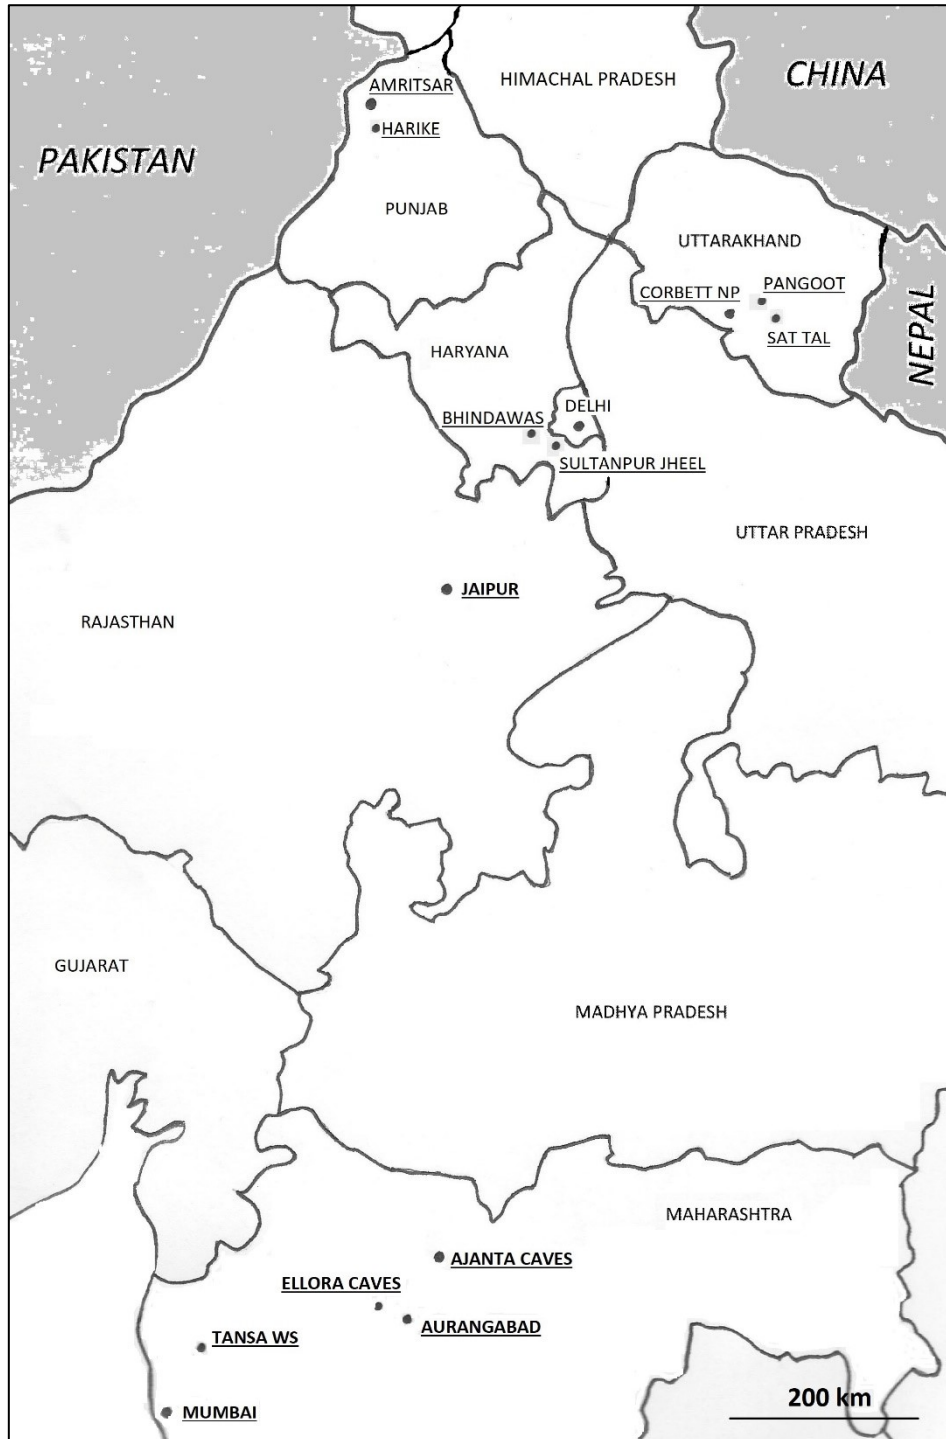 AMRITSAR
HIMACHAL PRADESH
CHINA
HARIKE
PAKISTAN
PUNJAB
UTTARAKHAND
CORBETT NP
PANGOOT
SAT TAL
NEPAL
HARYANA
BHINDAWAS
DELHI
SULTANPUR JHEEL
UTTAR PRADESH
JAIPUR
RAJASTHAN
GUJARAT
MADHYA PRADESH
MAHARASHTRA
AJANTA CAVES
ELLORA CAVES
AURANGABAD
TANSA WS
MUMBAI
200 km